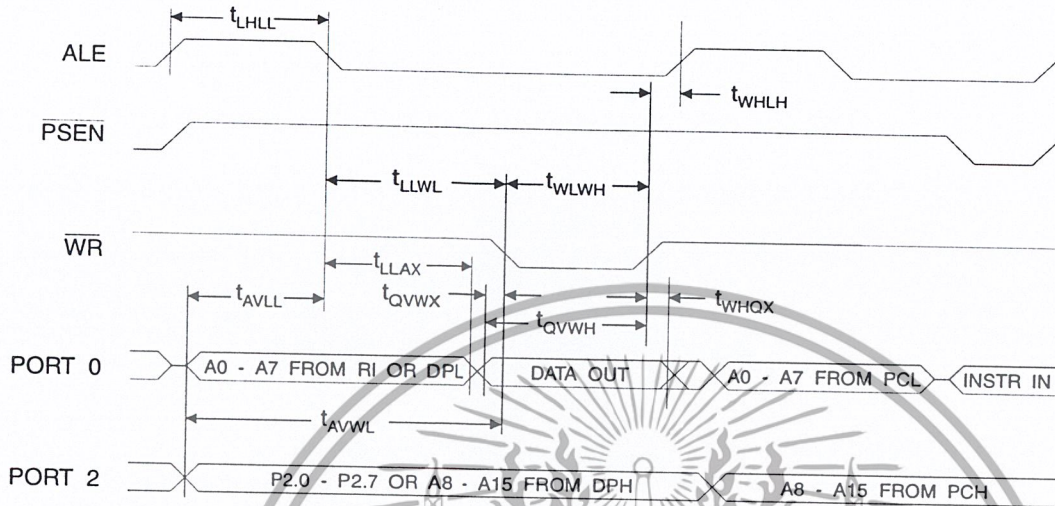 tLHLL
ALE
tWHLH
PSEN
tLLWL
tWLWH
WR
tLLAX
tAVLL
tQVWX
tWHQX
tQVWH
PORT 0
A0 - A7 FROM RI OR DPL
DATA OUT
A0 - A7 FROM PCL
INSTR IN
tAVWL
PORT 2
P2.0 - P2.7 OR A8 - A15 FROM DPH
A8 - A15 FROM PCH